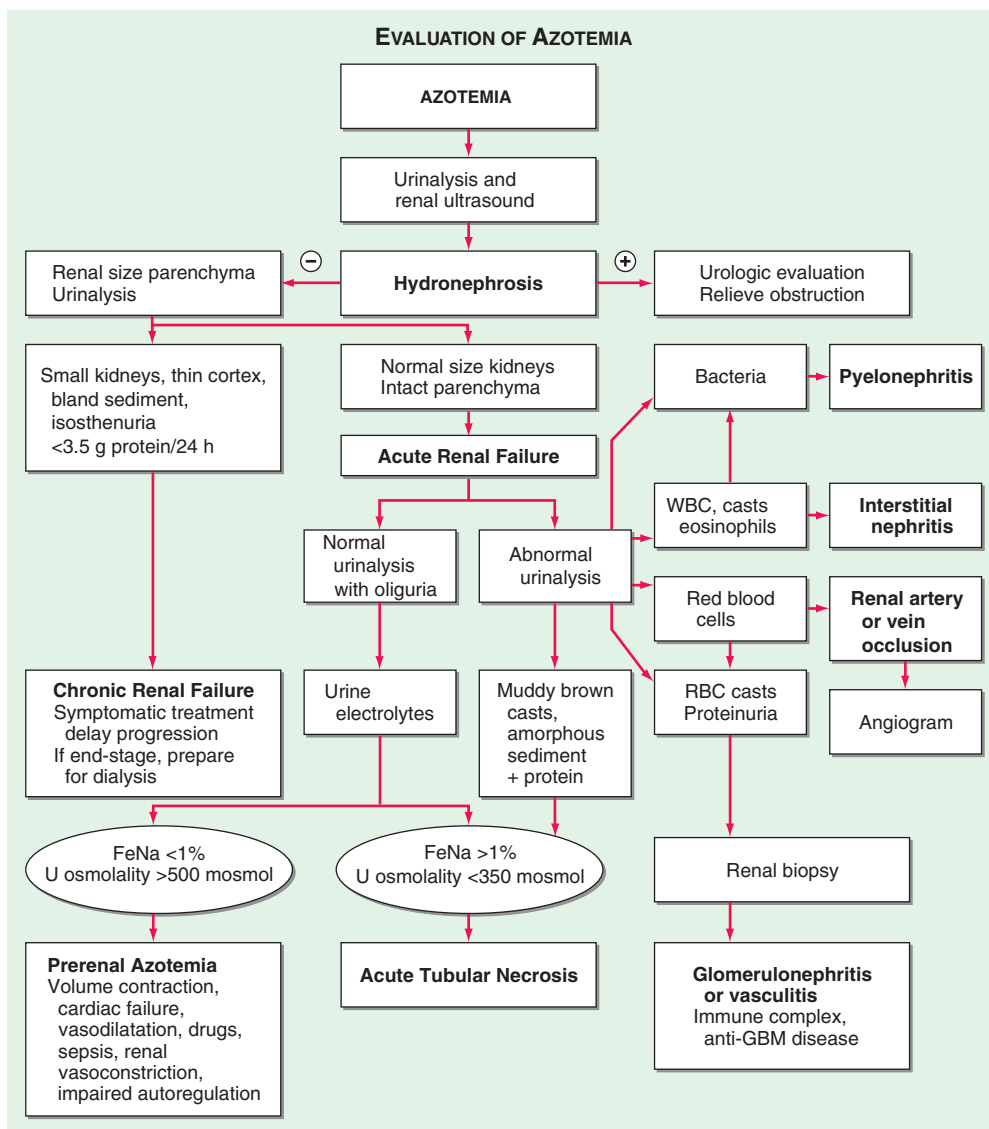 EVALUATION OF AZOTEMIA
AZOTEMIA
Urinalysis and
renal ultrasound
Renal size parenchyma
Urinalysis
−
Hydronephrosis
+
Urologic evaluation
Relieve obstruction
Small kidneys, thin cortex,
bland sediment,
isosthenuria
<3.5 g protein/24 h
Normal size kidneys
Intact parenchyma
Bacteria
Pyelonephritis
Acute Renal Failure
WBC, casts
eosinophils
Interstitial
nephritis
Normal
urinalysis
with oliguria
Abnormal
urinalysis
Red blood
cells
Renal artery
or vein
occlusion
Chronic Renal Failure
Symptomatic treatment
delay progression
If end-stage, prepare
for dialysis
Urine
electrolytes
Muddy brown
casts,
amorphous
sediment
+ protein
RBC casts
Proteinuria
Angiogram
FeNa <1%
U osmolality >500 mosmol
FeNa >1%
U osmolality <350 mosmol
Renal biopsy
Prerenal Azotemia
Volume contraction,
cardiac failure,
vasodilatation, drugs,
sepsis, renal
vasoconstriction,
impaired autoregulation
Acute Tubular Necrosis
Glomerulonephritis
or vasculitis
Immune complex,
anti-GBM disease